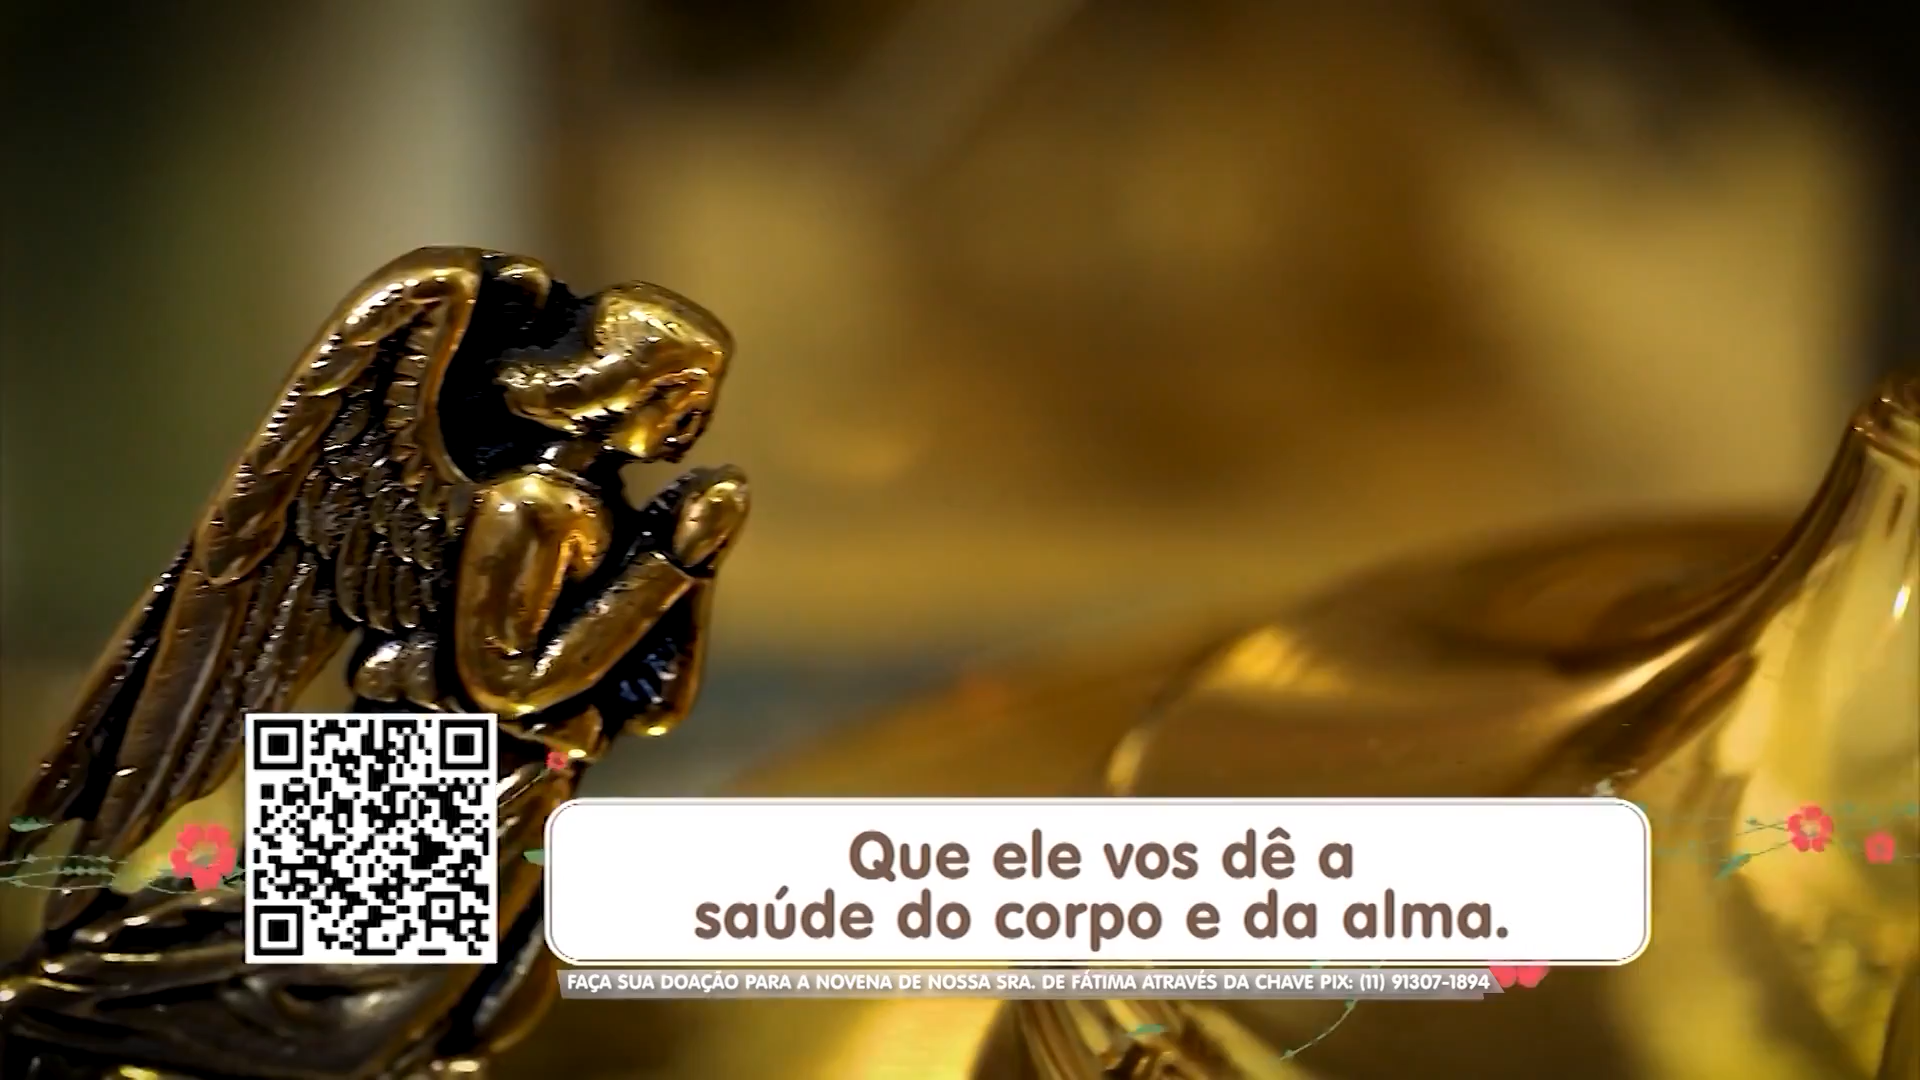 Que ele vos dê a
saúde do corpo e da alma.
FAÇA SUA DOAÇÃO PARA A NOVENA DE NOSSA SRA. DE FÁTIMA ATRAVÉS DA CHAVE PIX: (11) 91307-1894